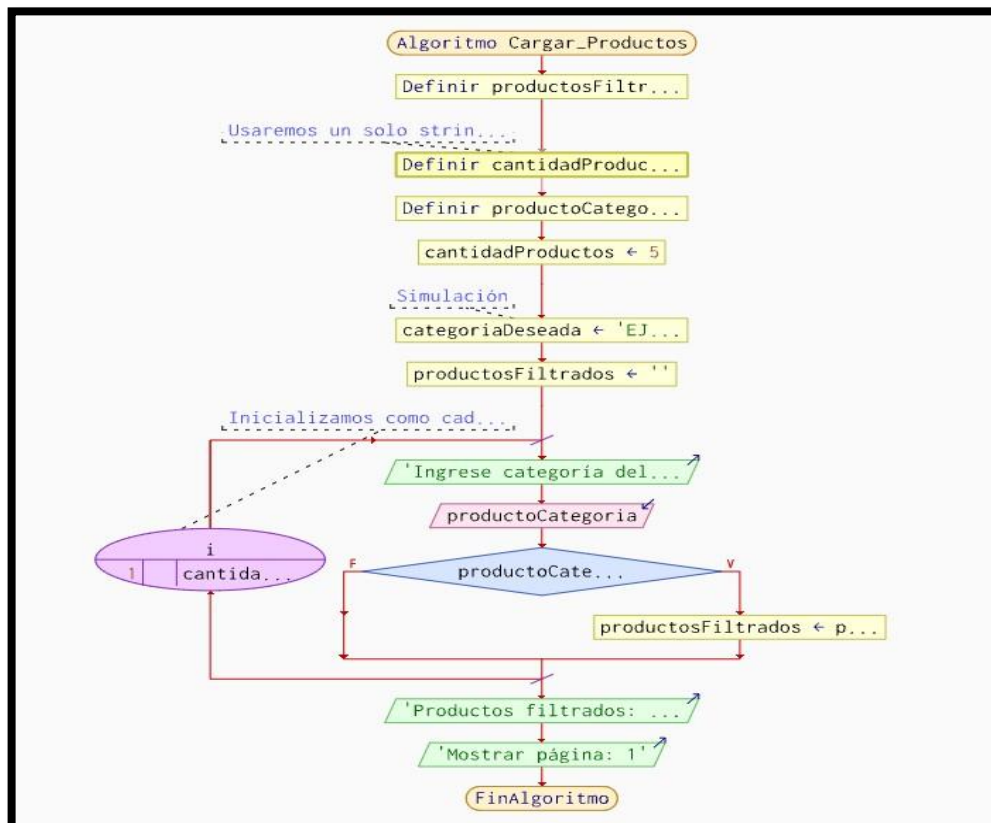 Algoritmo Cargar_Productos
Definir productosFiltr...
Usaremos un solo strin...
Definir cantidadProduc...
Definir productoCatego...
cantidadProductos ← 5
Simulación
categoriaDeseada ← 'EJ...
productosFiltrados ← ''
Inicializamos como cad...
'Ingrese categoría del...
productoCategoria
i
1 cantida...
F
productoCate...
V
productosFiltrados ← p...
'Productos filtrados: ...
'Mostrar página: 1'
FinAlgoritmo